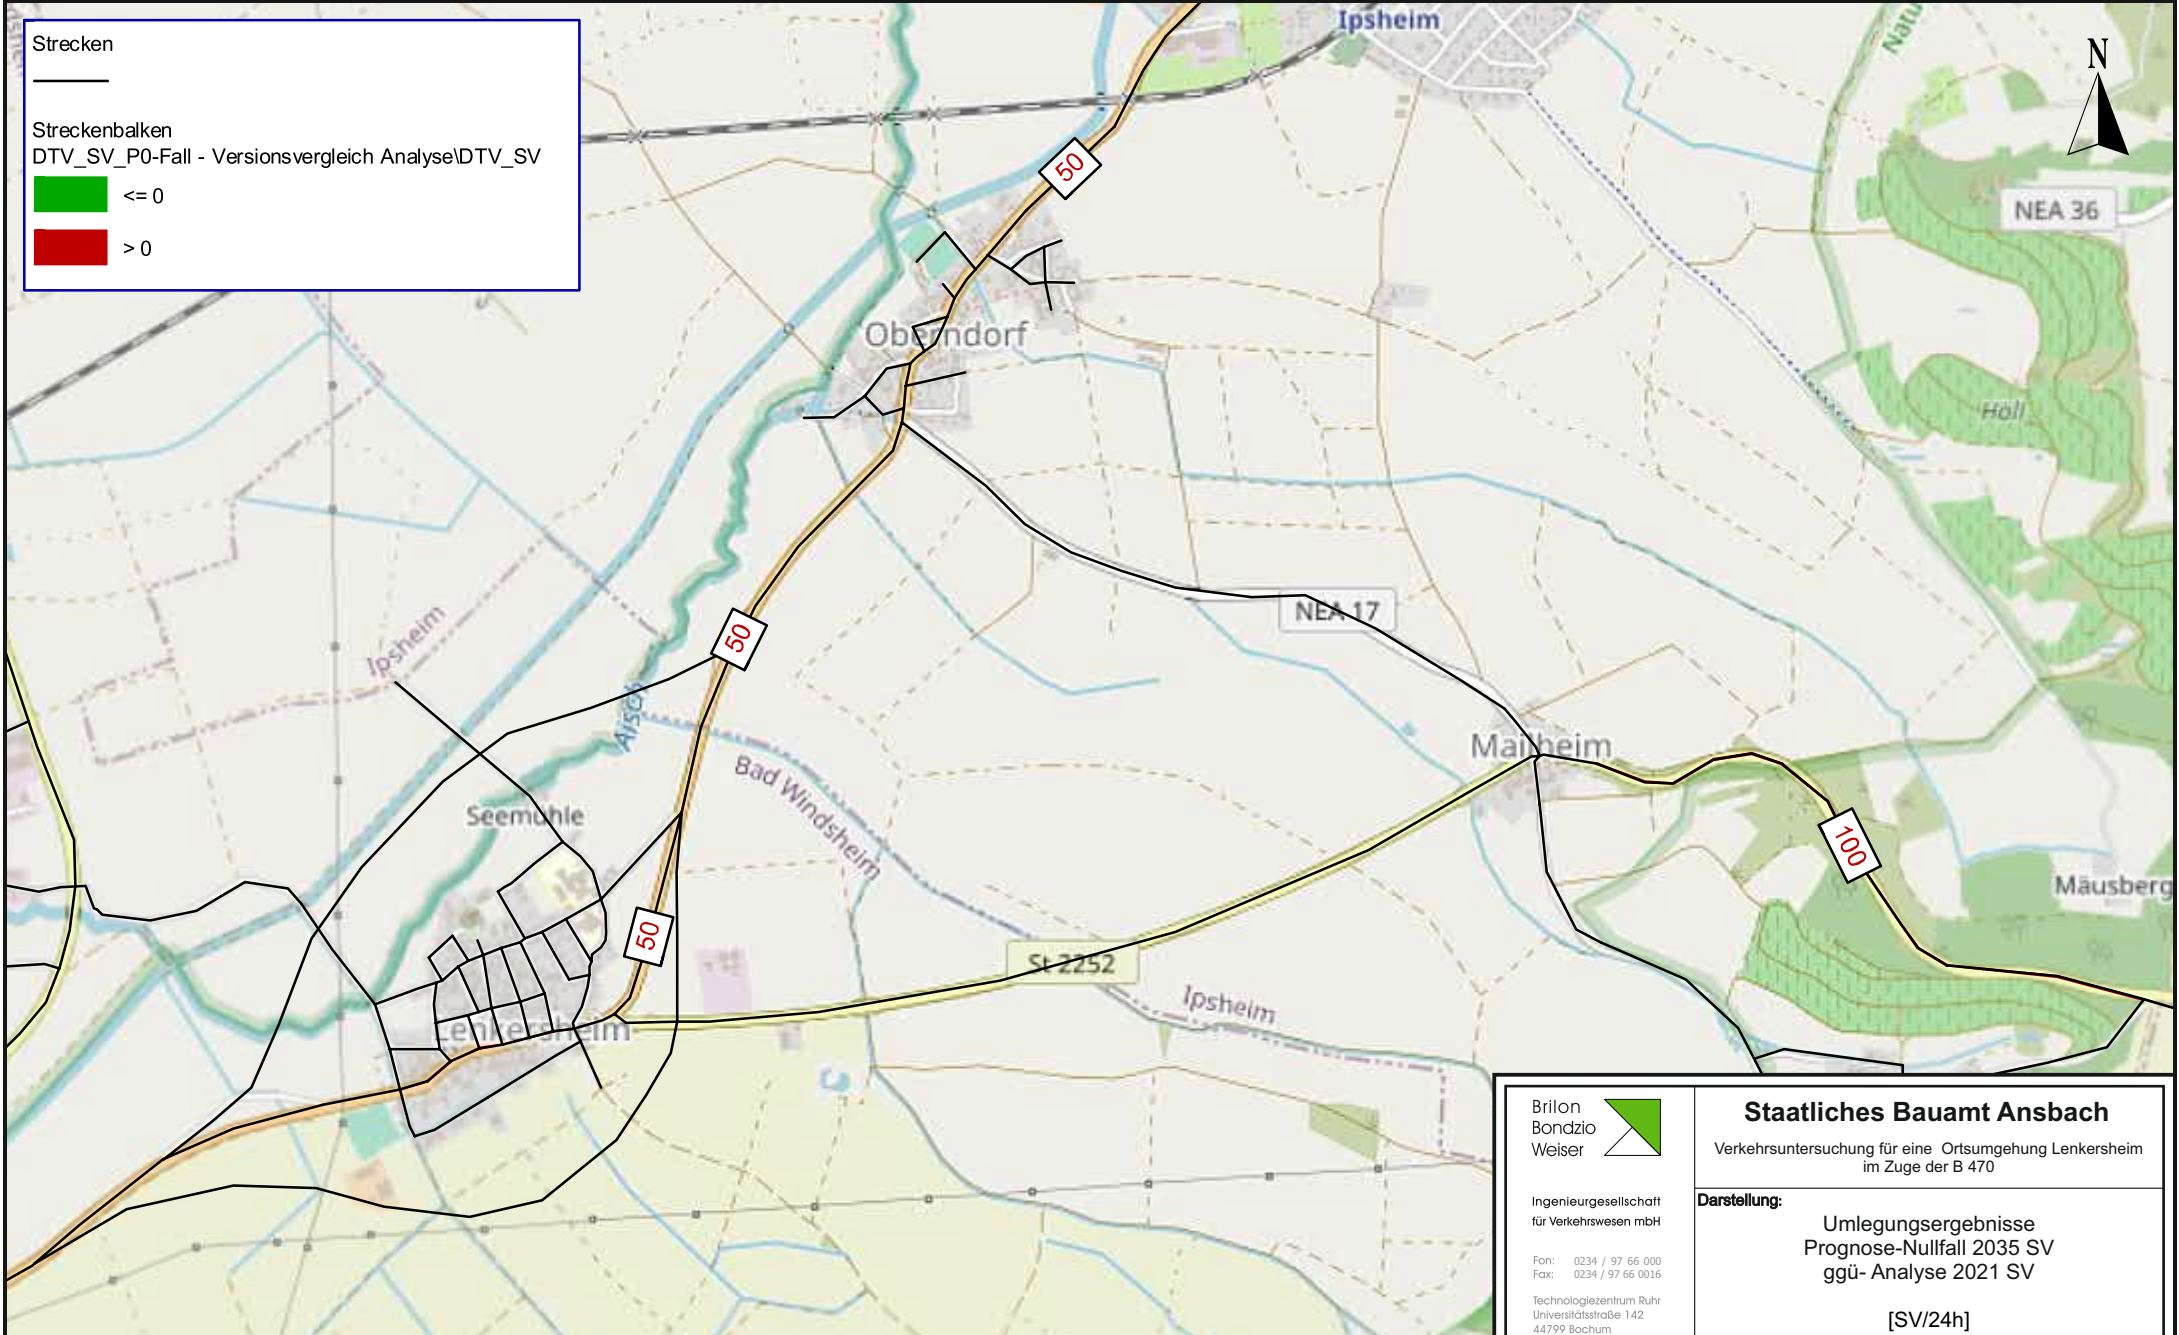 Strecken
Streckenbalken
DTV_SV_P0-Fall - Versionsvergleich Analyse\DTV_SV
<= 0
> 0
Ipsheim
N
NEA 36
50
Oberndorf
Höll
NEA 17
Ipsheim
50
Aisch
Mailheim
Bad Windsheim
Seemühle
100
Mäusberg
50
St 2252
Ipsheim
Lenkersheim
Brilon
Bondzio
Weiser
Ingenieurgesellschaft
für Verkehrswesen mbH
Fon: 0234 / 97 66 000
Fax: 0234 / 97 66 0016
Technologiezentrum Ruhr
Universitätsstraße 142
44799 Bochum
Staatliches Bauamt Ansbach
Verkehrsuntersuchung für eine Ortsumgehung Lenkersheim
im Zuge der B 470
Darstellung:
Umlegungsergebnisse
Prognose-Nullfall 2035 SV
ggü- Analyse 2021 SV
[SV/24h]